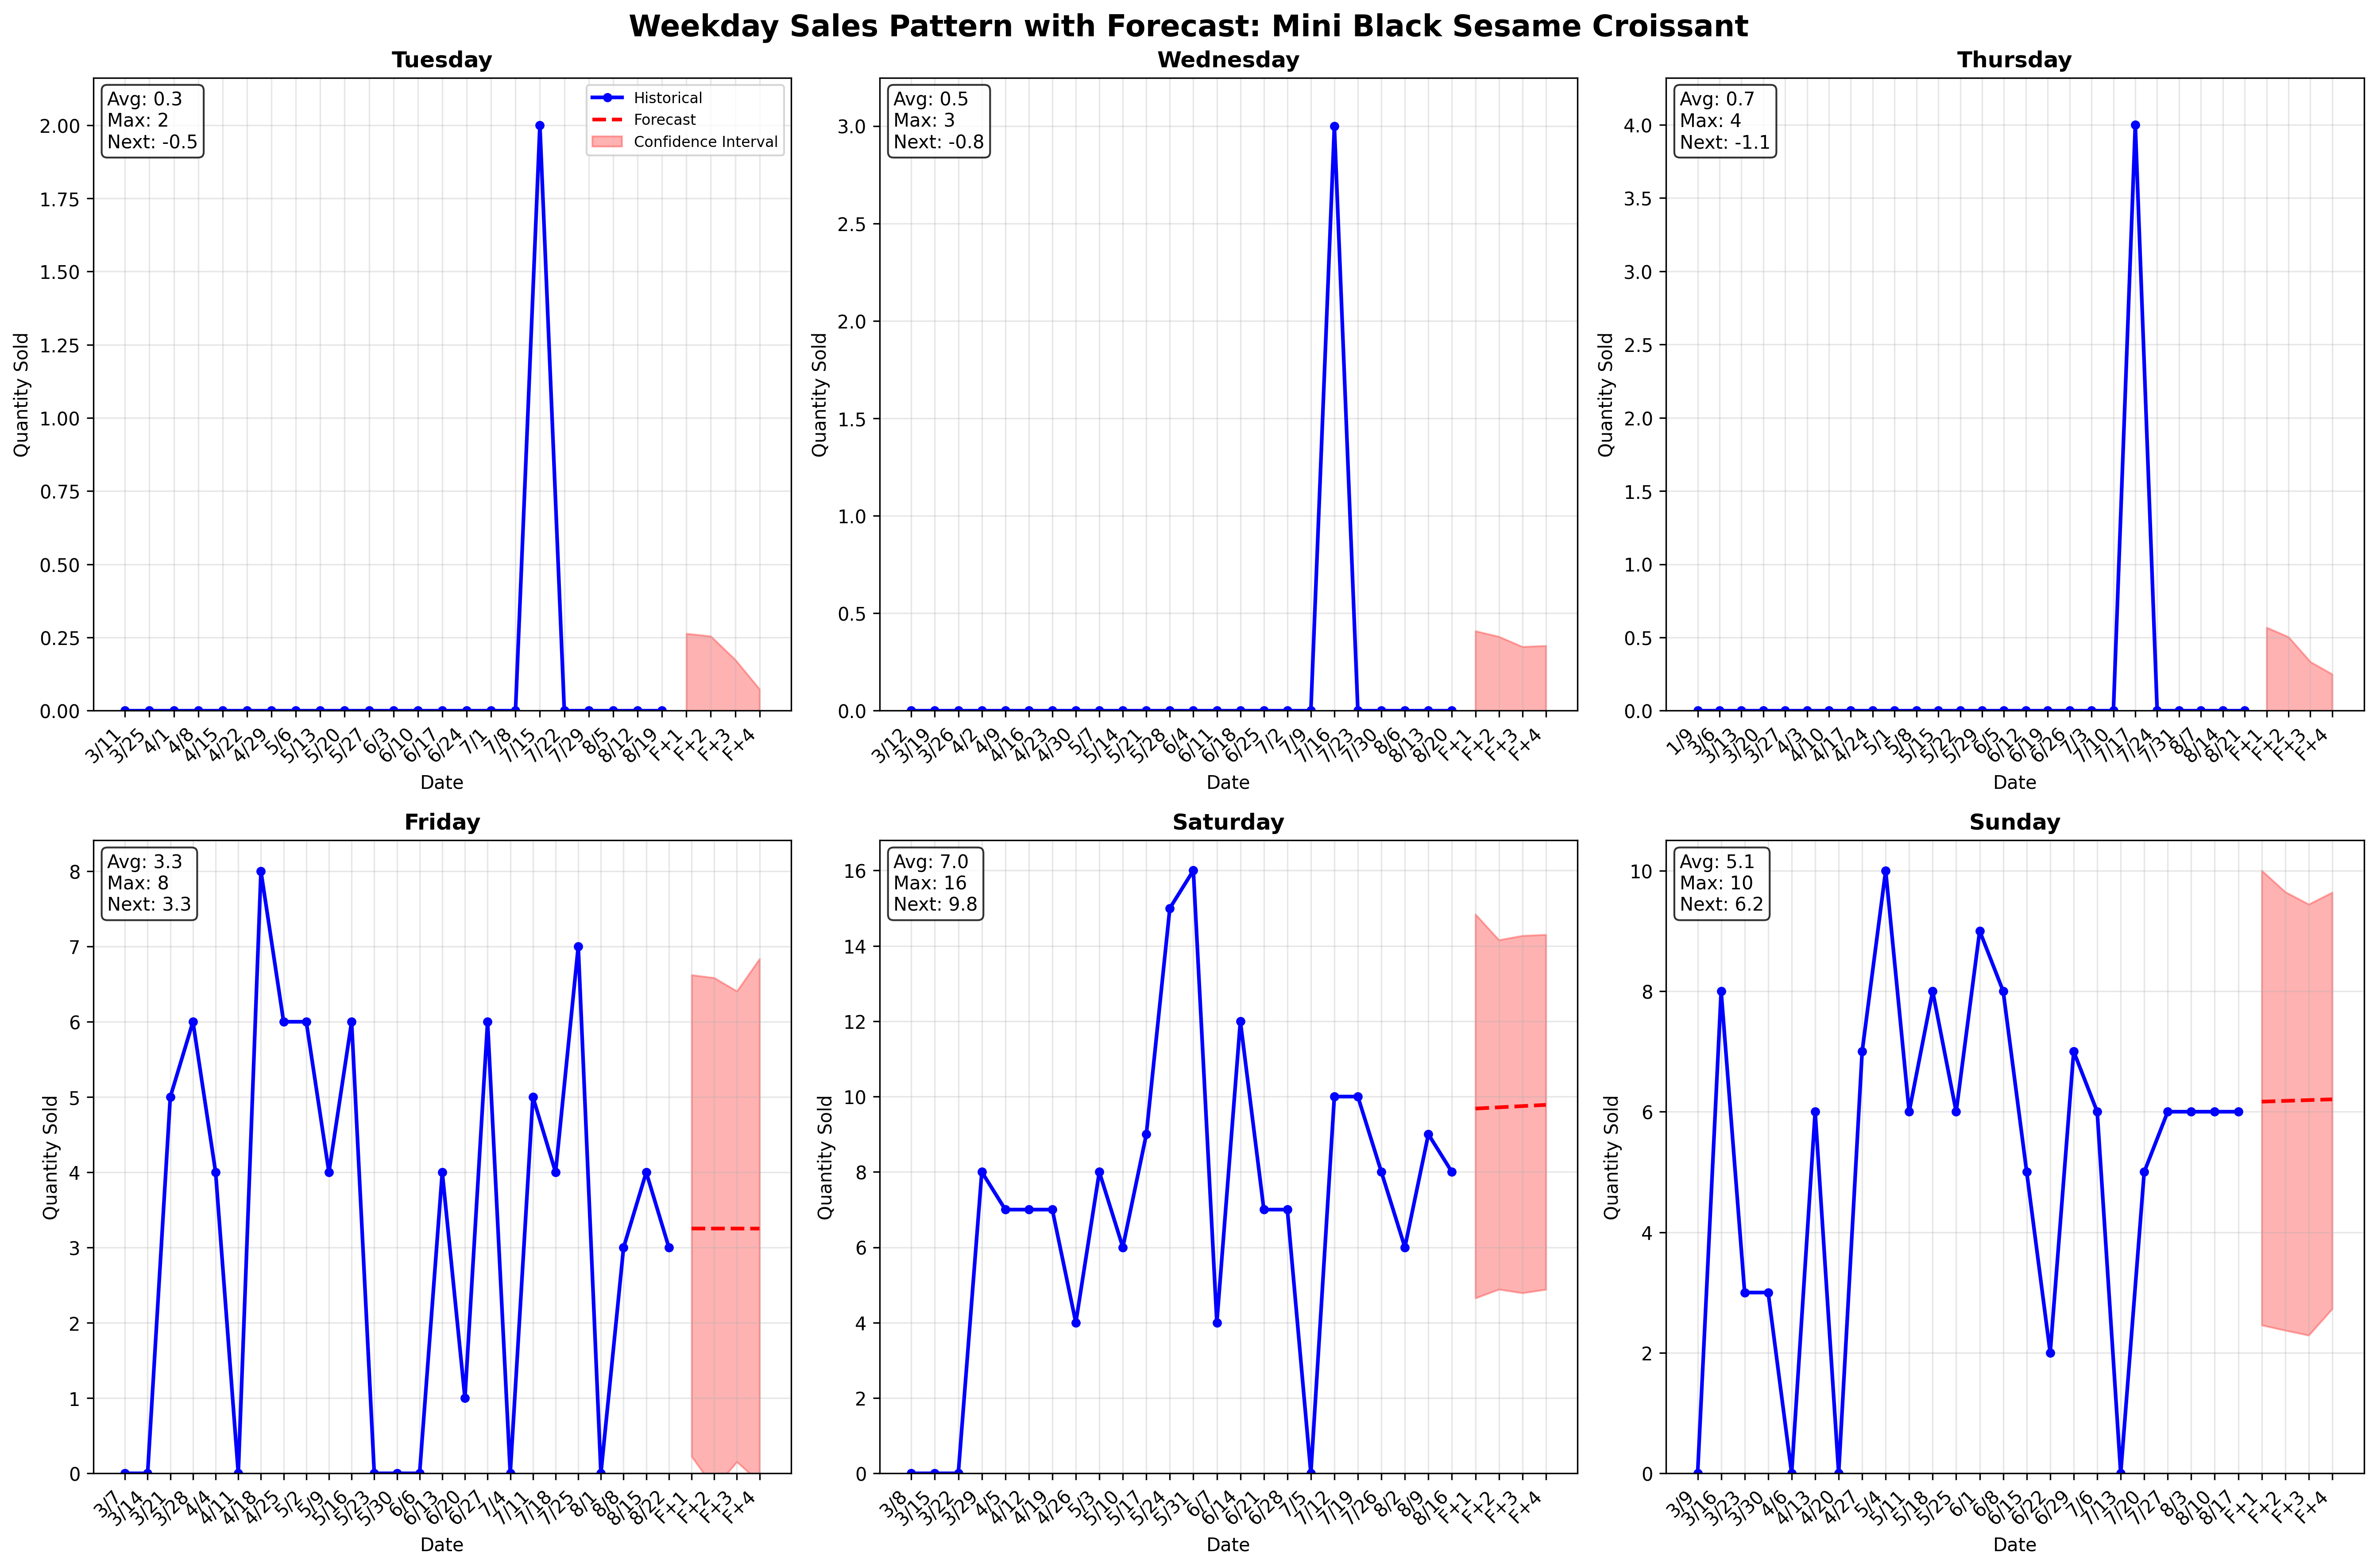 Weekday Sales Pattern with Forecast: Mini Black Sesame Croissant
Tuesday
Avg: 0.3
Max: 2
Next: -0.5
Historical
Forecast
Confidence Interval
Quantity Sold
2.00
1.75
1.50
1.25
1.00
0.75
0.50
0.25
0.00
3/11 3/25 4/1 4/8 4/15 4/22 4/29 5/6 5/13 5/20 5/27 6/3 6/10 6/17 6/24 7/1 7/8 7/15 7/22 7/29 8/5 8/12 8/19 F+1 F+2 F+3 F+4
Date
Wednesday
Avg: 0.5
Max: 3
Next: -0.8
Quantity Sold
3.0
2.5
2.0
1.5
1.0
0.5
0.0
3/12 3/19 3/26 4/2 4/9 4/16 4/23 4/30 5/7 5/14 5/21 5/28 6/4 6/11 6/18 6/25 7/2 7/9 7/16 7/23 7/30 8/6 8/13 8/20 F+1 F+2 F+3 F+4
Date
Thursday
Avg: 0.7
Max: 4
Next: -1.1
Quantity Sold
4.0
3.5
3.0
2.5
2.0
1.5
1.0
0.5
0.0
1/9 3/6 3/13 3/20 3/27 4/3 4/10 4/17 4/24 5/1 5/8 5/15 5/22 5/29 6/5 6/12 6/19 6/26 7/3 7/10 7/17 7/24 7/31 8/7 8/14 8/21 F+1 F+2 F+3 F+4
Date
Friday
Avg: 3.3
Max: 8
Next: 3.3
Quantity Sold
8
7
6
5
4
3
2
1
0
3/7 3/14 3/21 3/28 4/4 4/11 4/18 4/25 5/2 5/9 5/16 5/23 5/30 6/6 6/13 6/20 6/27 7/4 7/11 7/18 7/25 8/1 8/8 8/15 8/22 F+1 F+2 F+3 F+4
Date
Saturday
Avg: 7.0
Max: 16
Next: 9.8
Quantity Sold
16
14
12
10
8
6
4
2
0
3/8 3/15 3/22 3/29 4/5 4/12 4/19 4/26 5/3 5/10 5/17 5/24 5/31 6/7 6/14 6/21 6/28 7/5 7/12 7/19 7/26 8/2 8/9 8/16 F+1 F+2 F+3 F+4
Date
Sunday
Avg: 5.1
Max: 10
Next: 6.2
Quantity Sold
10
8
6
4
2
0
3/9 3/16 3/23 3/30 4/6 4/13 4/20 4/27 5/4 5/11 5/18 5/25 6/1 6/8 6/15 6/22 6/29 7/6 7/13 7/20 7/27 8/3 8/10 8/17 F+1 F+2 F+3 F+4
Date